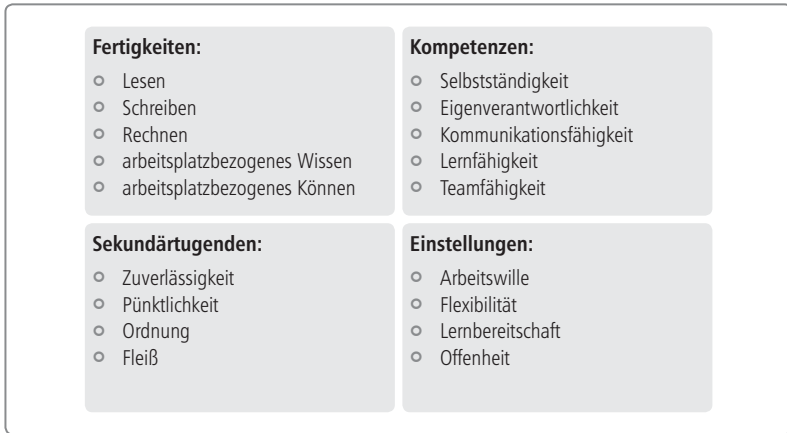 Fertigkeiten:
Lesen
Schreiben
Rechnen
arbeitsplatzbezogenes Wissen
arbeitsplatzbezogenes Können
Kompetenzen:
Selbstständigkeit
Eigenverantwortlichkeit
Kommunikationsfähigkeit
Lernfähigkeit
Teamfähigkeit
Sekundärtugenden:
Zuverlässigkeit
Pünktlichkeit
Ordnung
Fleiß
Einstellungen:
Arbeitswille
Flexibilität
Lernbereitschaft
Offenheit